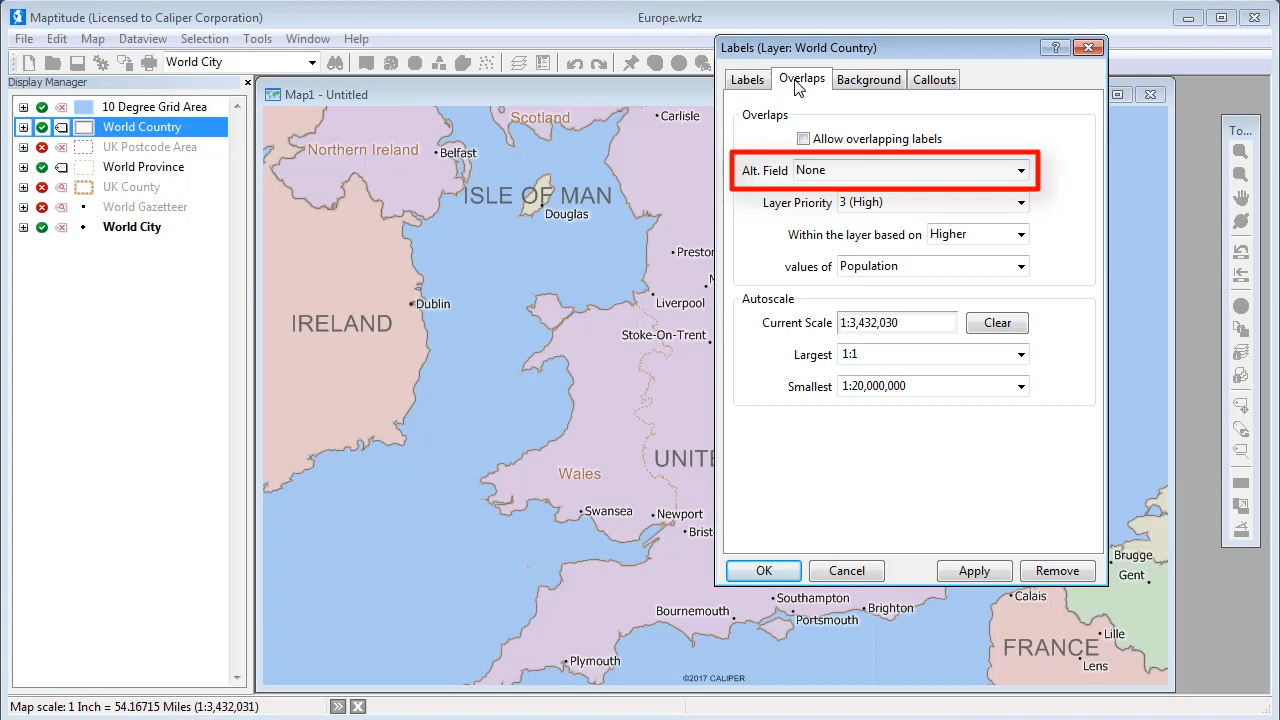 Maptitude (Licensed to Caliper Corporation)
Europe.wrkz
File Edit Map Dataview Selection Tools Window Help
World City
Display Manager
10 Degree Grid Area
World Country
UK Postcode Area
World Province
UK County
World Gazetteer
World City
Map1 - Untitled
Scotland
Carlisle
Northern Ireland
Belfast
ISLE OF MAN
Douglas
Preston
Dublin
Liverpool
IRELAND
Stoke-On-Trent
UNITE
Wales
Swansea
Newport
Brist
Southampton
Bournemouth
Portsmouth
Brighton
Plymouth
©2017 CALIPER
Brugge
Gent
Calais
Lille
FRANCE
Lens
Labels (Layer: World Country)
Labels Overlaps Background Callouts
Overlaps
Allow overlapping labels
Alt. Field None
Layer Priority 3 (High)
Within the layer based on Higher
values of Population
Autoscale
Current Scale 1:3,432,030 Clear
Largest 1:1
Smallest 1:20,000,000
OK Cancel Apply Remove
To...
Map scale: 1 Inch = 54.16715 Miles (1:3,432,031)